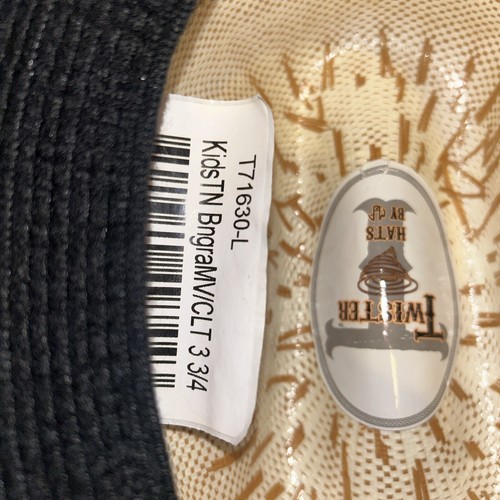 T71630-L
KidsTN BngraMV/CLT 3 3/4
TWISTER
HATS
BY